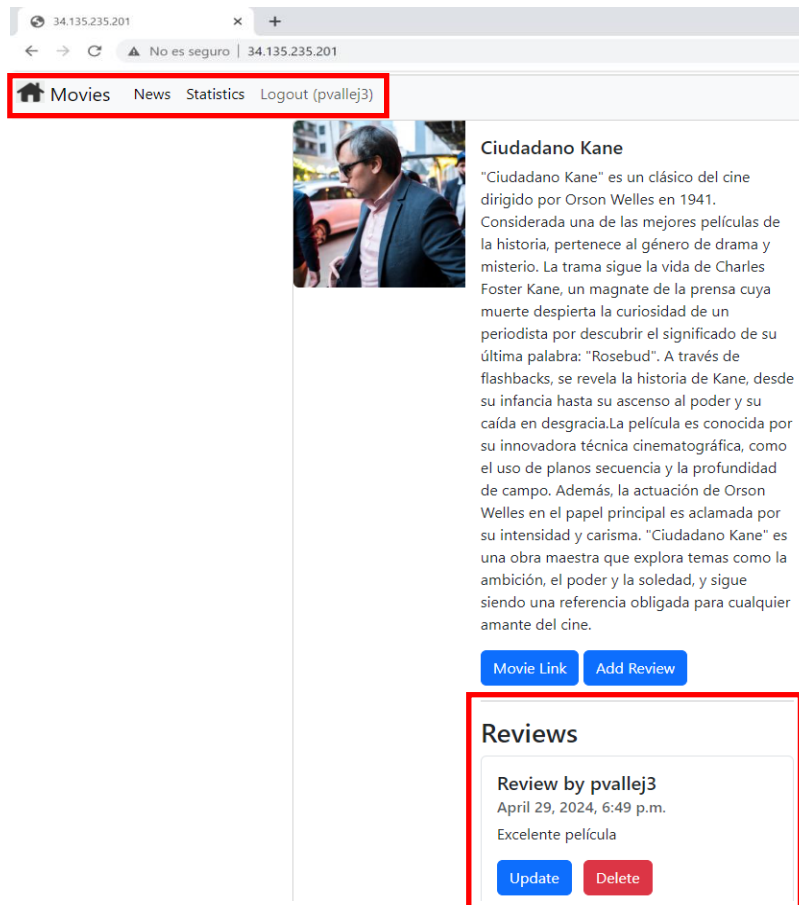 34.135.235.201
No es seguro | 34.135.235.201
Movies News Statistics Logout (pvallej3)
Ciudadano Kane
"Ciudadano Kane" es un clásico del cine
dirigido por Orson Welles en 1941.
Considerada una de las mejores películas de
la historia, pertenece al género de drama y
misterio. La trama sigue la vida de Charles
Foster Kane, un magnate de la prensa cuya
muerte despierta la curiosidad de un
periodista por descubrir el significado de su
última palabra: "Rosebud". A través de
flashbacks, se revela la historia de Kane, desde
su infancia hasta su ascenso al poder y su
caída en desgracia.La película es conocida por
su innovadora técnica cinematográfica, como
el uso de planos secuencia y la profundidad
de campo. Además, la actuación de Orson
Welles en el papel principal es aclamada por
su intensidad y carisma. "Ciudadano Kane" es
una obra maestra que explora temas como la
ambición, el poder y la soledad, y sigue
siendo una referencia obligada para cualquier
amante del cine.
Movie Link Add Review
Reviews
Review by pvallej3
April 29, 2024, 6:49 p.m.
Excelente película
Update Delete